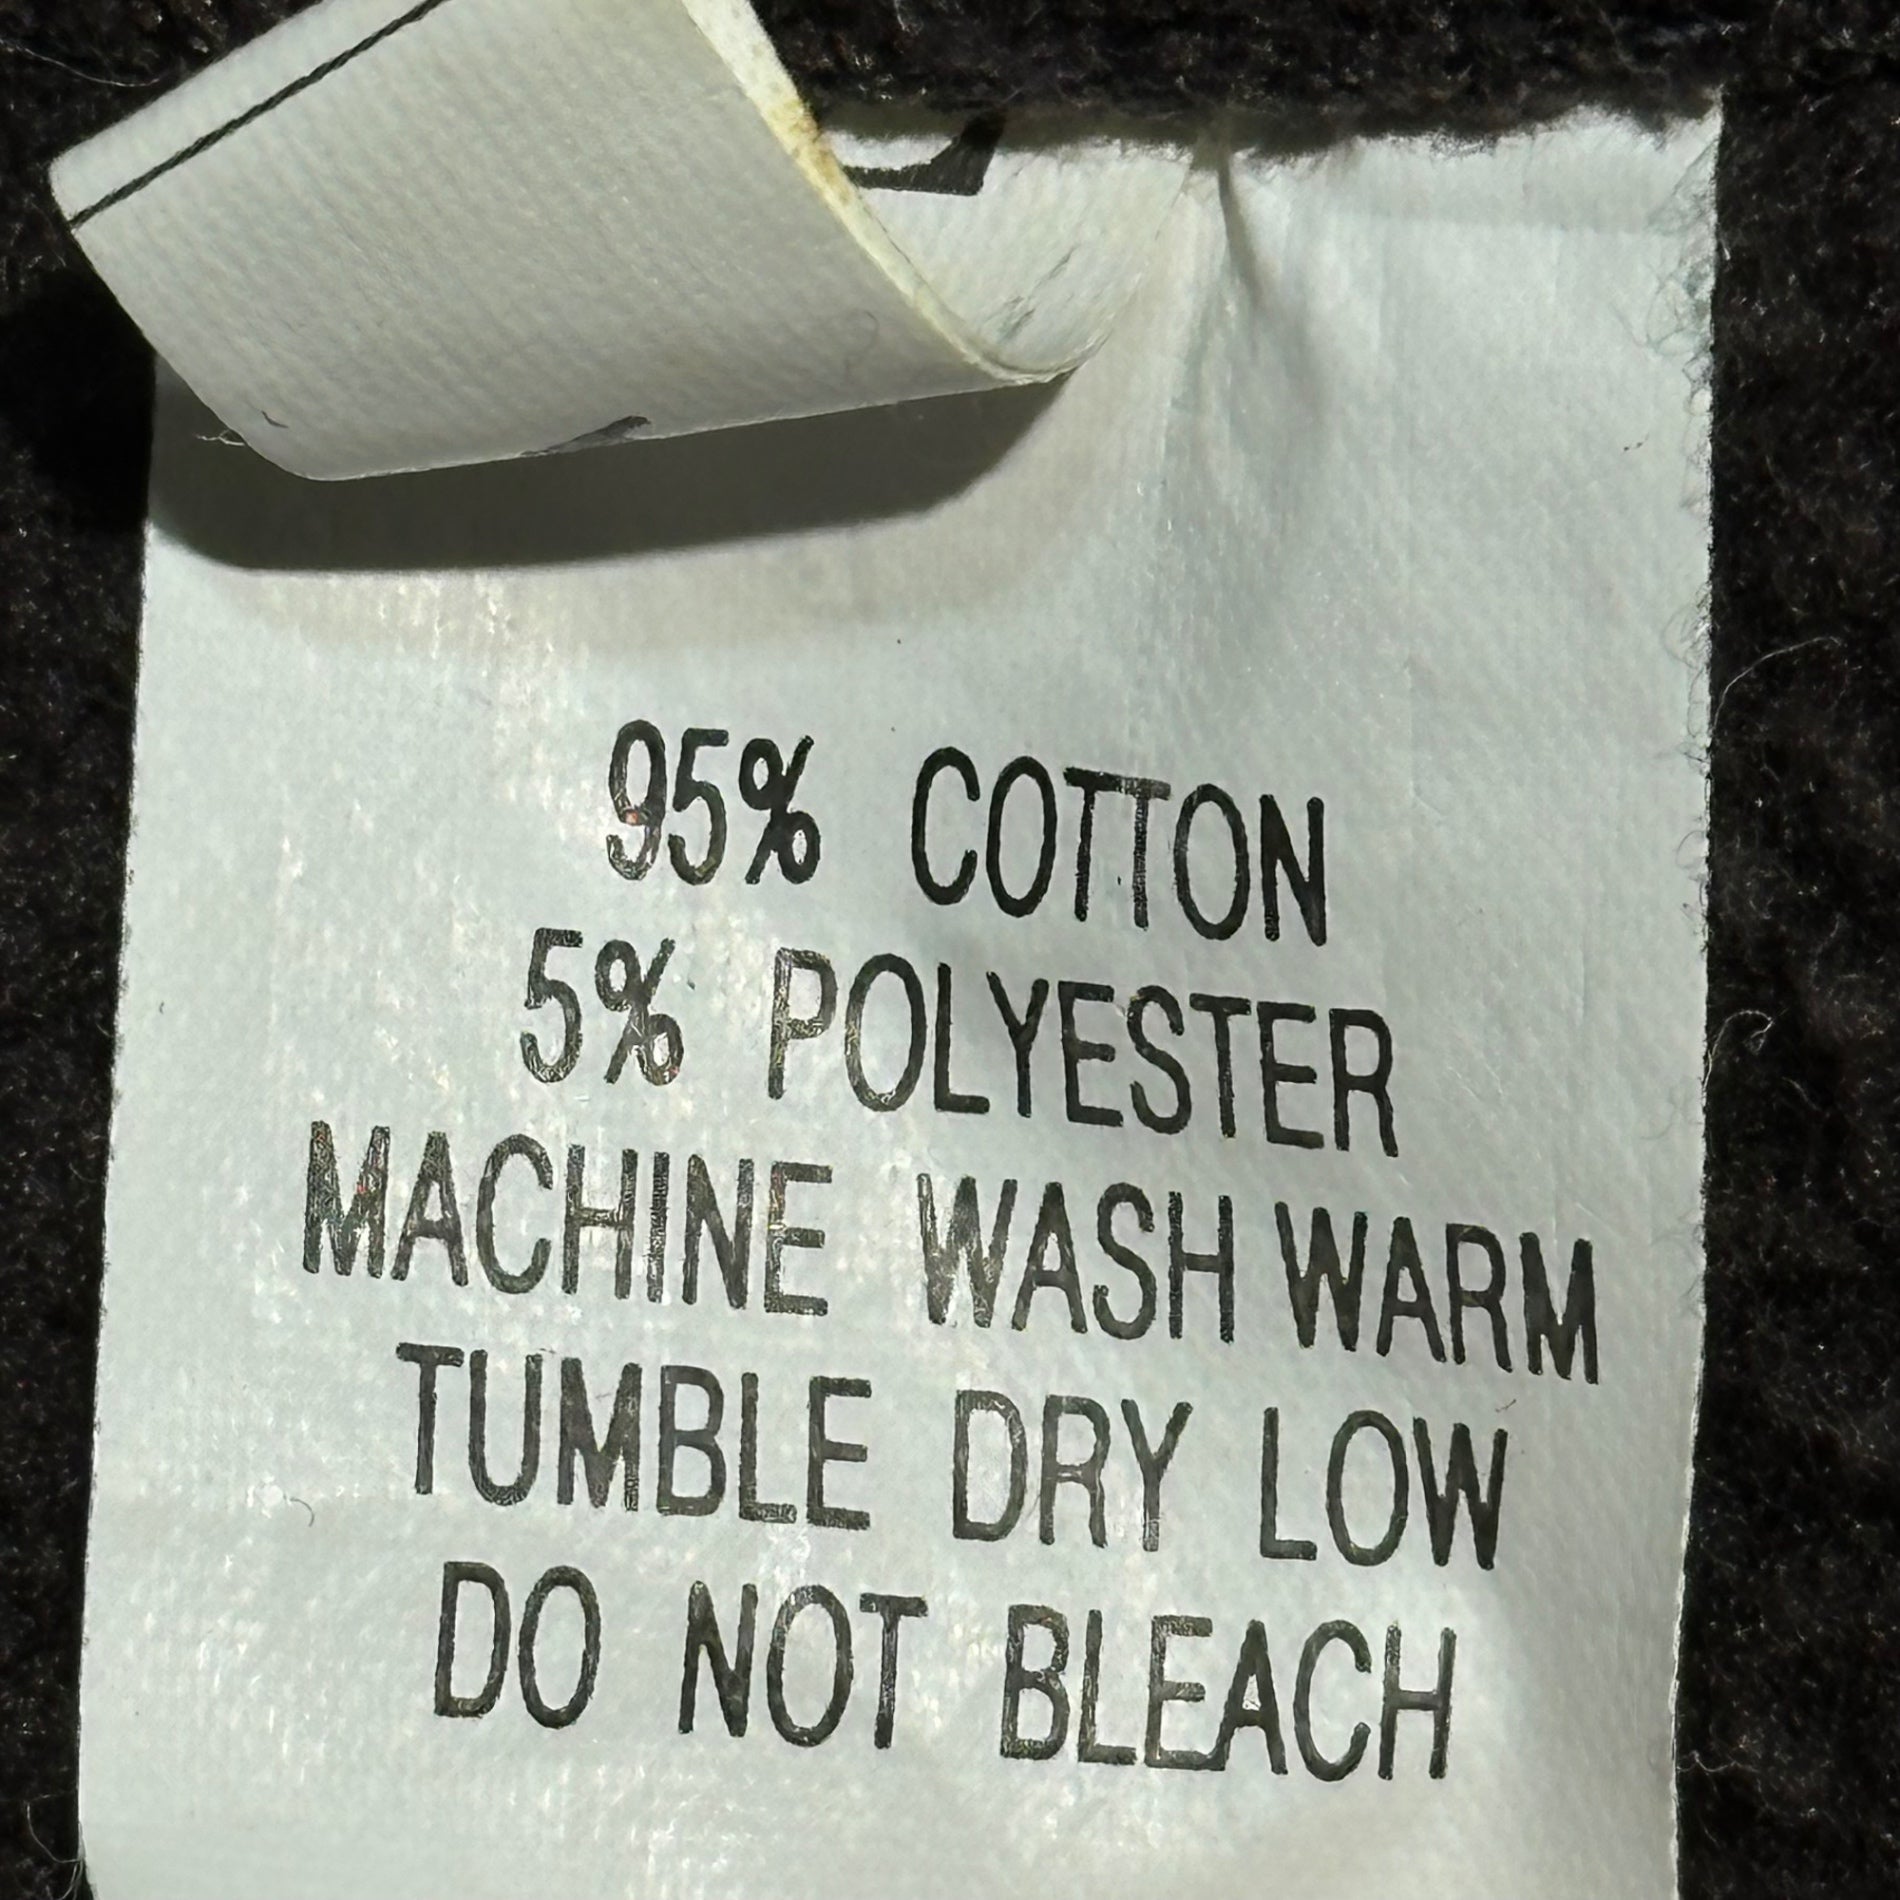 95% COTTON
5% POLYESTER
MACHINE WASH WARM
TUMBLE DRY LOW
DO NOT BLEACH